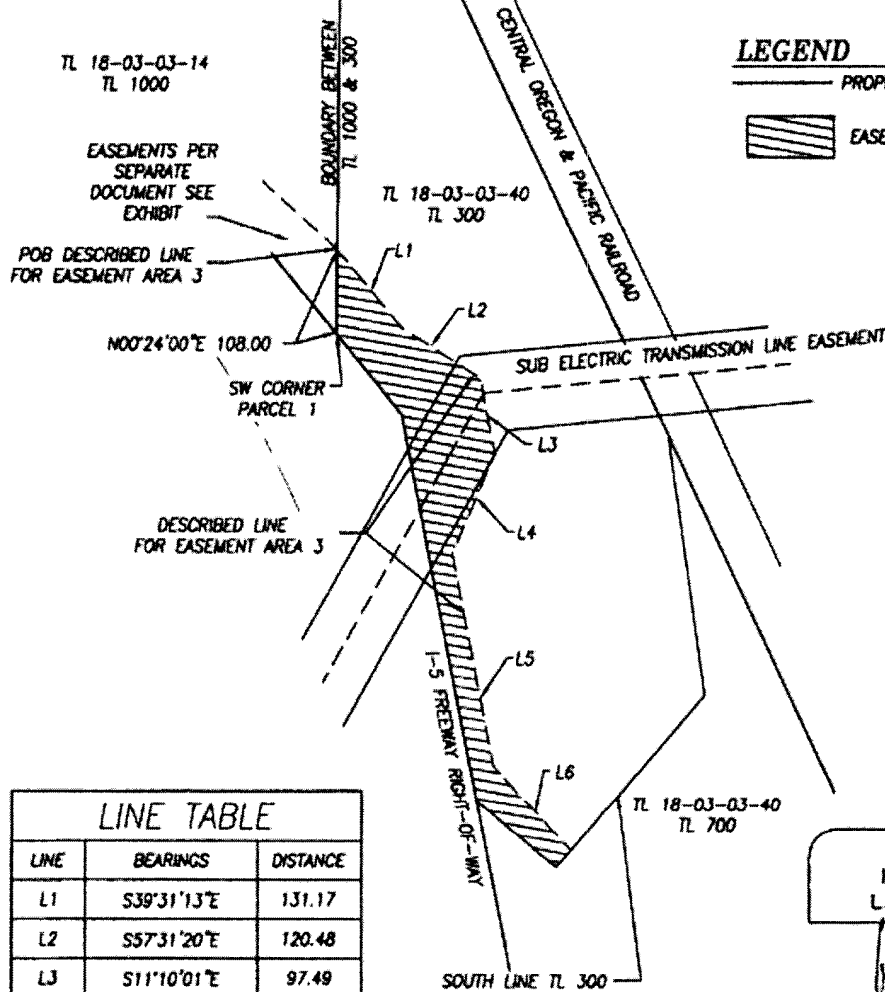 TL 18-03-03-14
TL 1000
BOUNDARY BETWEEN
TL 1000 & 300
CENTRAL OREGON & PACIFIC RAILROAD
LEGEND
EASEMENTS PER
SEPARATE
DOCUMENT SEE
EXHIBIT
TL 18-03-03-40
TL 300
POB DESCRIBED LINE
FOR EASEMENT AREA 3
L1
L2
N00°24'00"E 108.00
SUB ELECTRIC TRANSMISSION LINE EASEMENT
SW CORNER
PARCEL 1
L3
L4
DESCRIBED LINE
FOR EASEMENT AREA 3
L5
I-5 FREEWAY RIGHT-OF-WAY
L6
TL 18-03-03-40
TL 700
LINE TABLE
LINE BEARINGS DISTANCE
L1 S39°31'13"E 131.17
L2 S57°31'20"E 120.48
L3 S11°10'01"E 97.49
SOUTH LINE TL 300